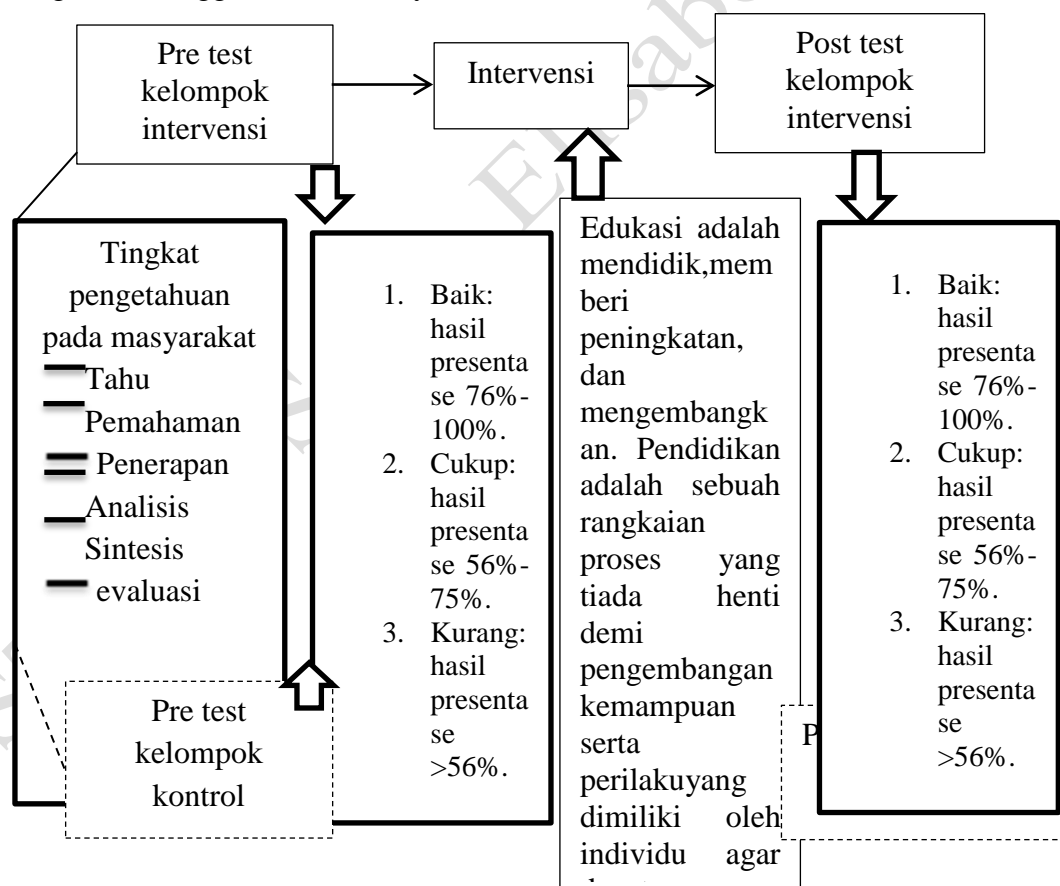 Pre test
kelompok
intervensi
Intervensi
Post test
kelompok
intervensi
Tingkat
pengetahuan
pada masyarakat
Tahu
Pemahaman
Penerapan
Analisis
Sintesis
evaluasi
1. Baik:
hasil
presenta
se 76%-
100%.
2. Cukup:
hasil
presenta
se 56%-
75%.
3. Kurang:
hasil
presenta
se
>56%.
Edukasi adalah
mendidik,mem
beri
peningkatan,
dan
mengembangk
an. Pendidikan
adalah sebuah
rangkaian
proses yang
tiada henti
demi
pengembangan
kemampuan
serta
perilakuyang
dimiliki oleh
individu agar
1. Baik:
hasil
presenta
se 76%-
100%.
2. Cukup:
hasil
presenta
se 56%-
75%.
3. Kurang:
hasil
presenta
se
>56%.
Pre test
kelompok
kontrol
P